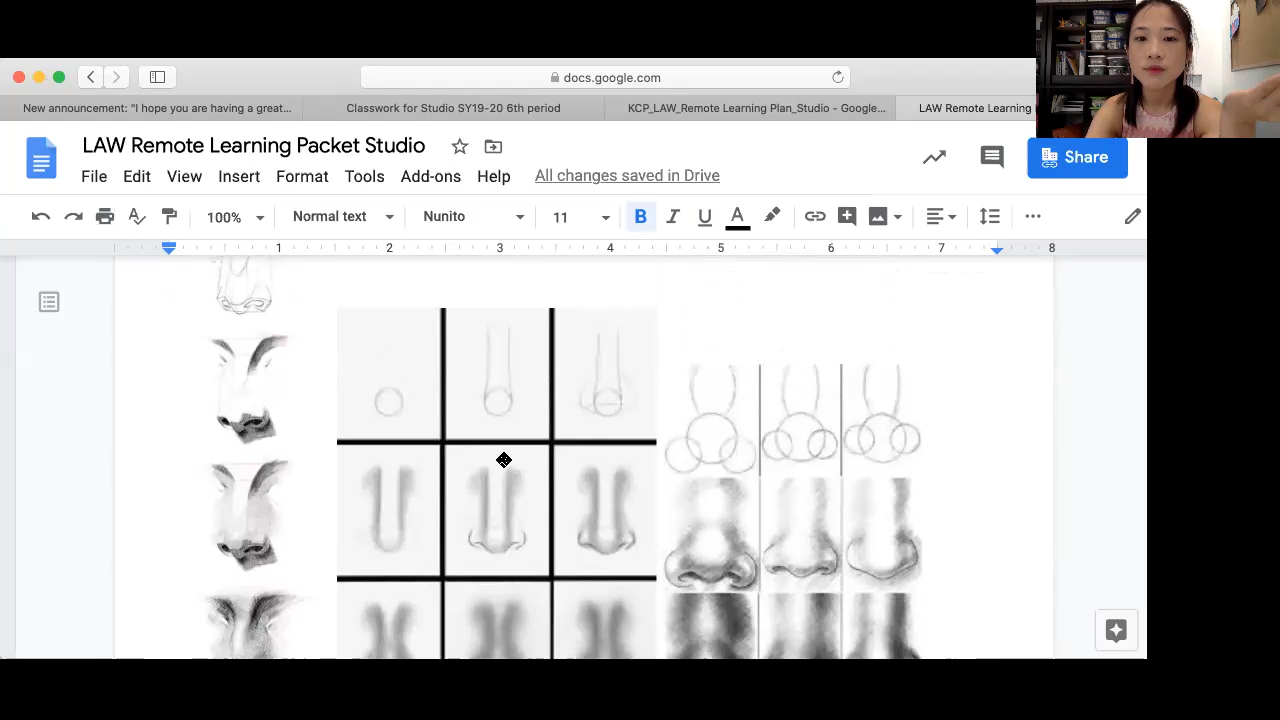 docs.google.com
New announcement: "I hope you are having a great...
Classwork for Studio SY19-20 6th period
KCP_LAW_Remote Learning Plan_Studio - Google...
LAW Remote Learning
LAW Remote Learning Packet Studio
File Edit View Insert Format Tools Add-ons Help
All changes saved in Drive
Share
100% Normal text Nunito 11 B I U A
1 2 3 4 5 6 7 8